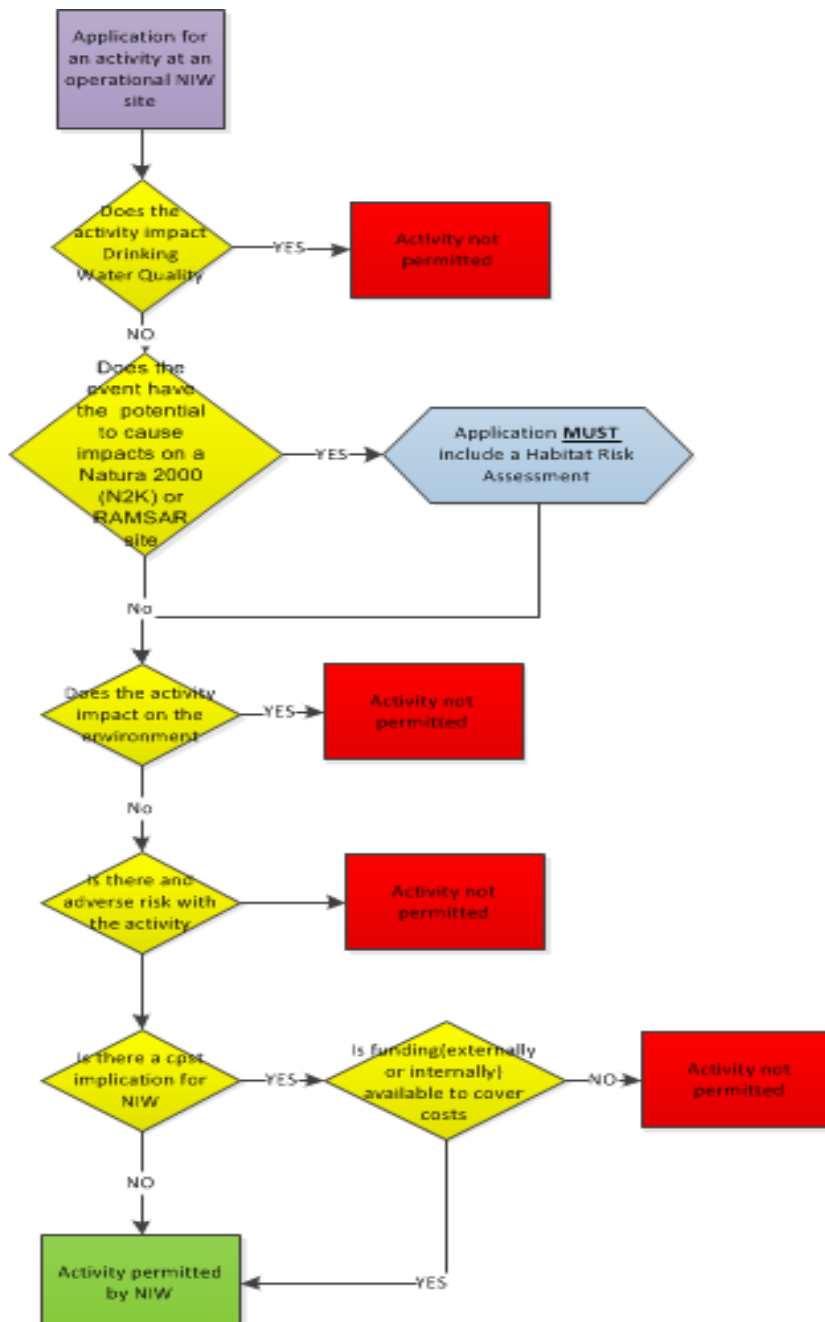 Application for
an activity at an
operational NIW
site
Does the
activity impact
Drinking
Water Quality
YES
Activity not
permitted
NO
Does the
event have
the potential
to cause
impacts on a
Natura 2000
(N2K) or
RAMSAR
site
YES
Application MUST
include a Habitat Risk
Assessment
No
Does the activity
impact on the
environment
YES
Activity not
permitted
No
Is there and
adverse risk with
the activity
Activity not
permitted
Is there a cpst
implication for
NIW
YES
Is funding(externally
or internally)
available to cover
costs
NO
Activity not
permitted
NO
YES
Activity permitted
by NIW